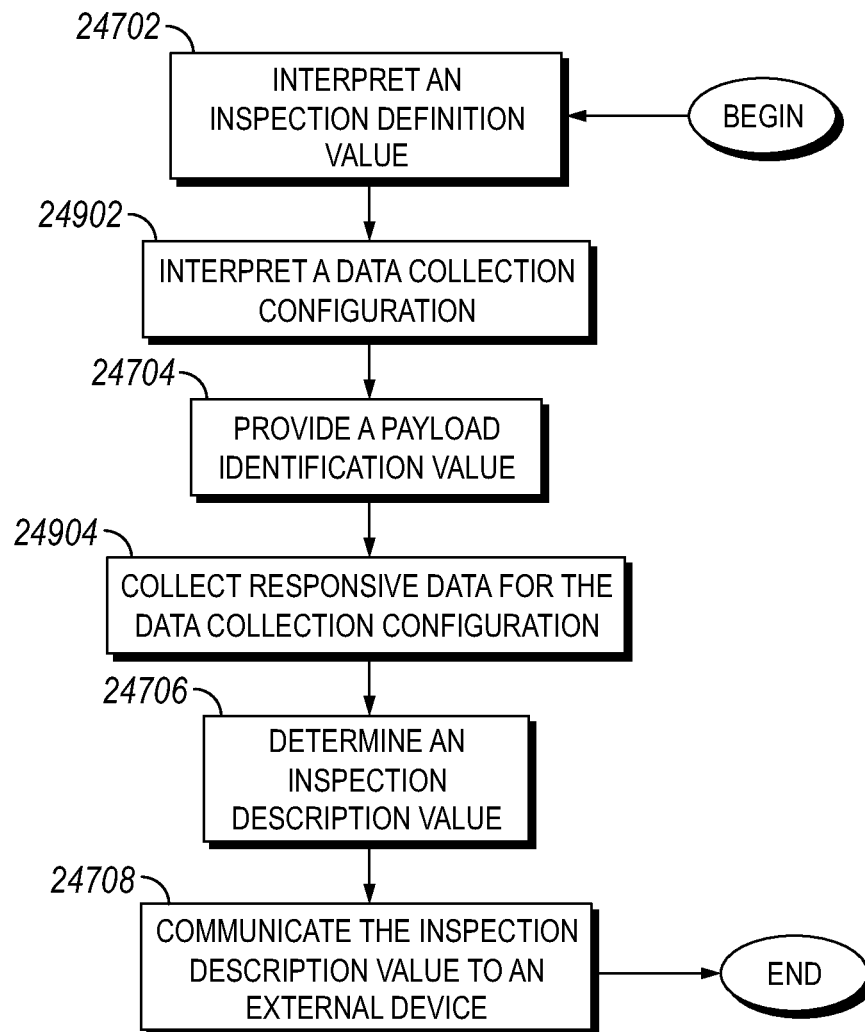 24702
INTERPRET AN
INSPECTION DEFINITION
VALUE
BEGIN
24902
INTERPRET A DATA COLLECTION
CONFIGURATION
24704
PROVIDE A PAYLOAD
IDENTIFICATION VALUE
24904
COLLECT RESPONSIVE DATA FOR THE
DATA COLLECTION CONFIGURATION
24706
DETERMINE AN
INSPECTION
DESCRIPTION VALUE
24708
COMMUNICATE THE INSPECTION
DESCRIPTION VALUE TO AN
EXTERNAL DEVICE
END